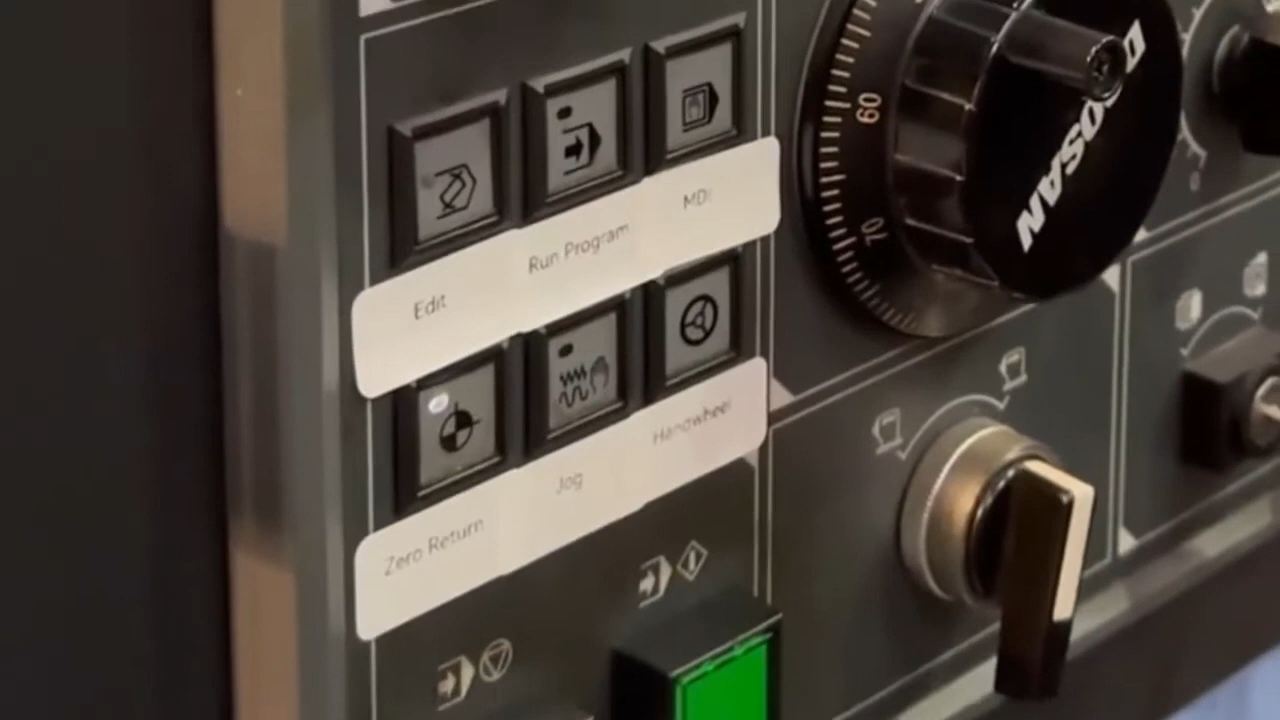 MDI
Run Program
Edit
Handwheel
Jog
Zero Return
60
70
DOOSAN